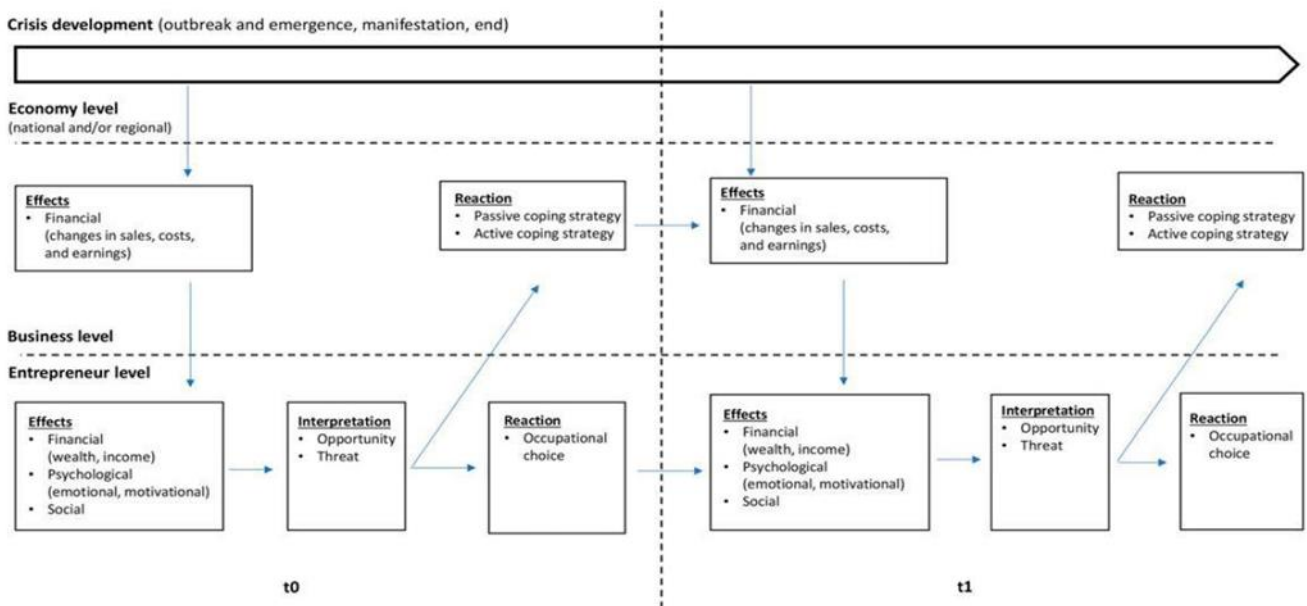 Crisis development (outbreak and emergence, manifestation, end)
Economy level
(national and/or regional)
Effects
• Financial
(changes in sales, costs,
and earnings)
Reaction
• Passive coping strategy
• Active coping strategy
Effects
• Financial
(changes in sales, costs,
and earnings)
Reaction
• Passive coping strategy
• Active coping strategy
Business level
Entrepreneur level
Effects
• Financial
(wealth, income)
• Psychological
(emotional, motivational)
• Social
Interpretation
• Opportunity
• Threat
Reaction
• Occupational
choice
Effects
• Financial
(wealth, income)
• Psychological
(emotional, motivational)
• Social
Interpretation
• Opportunity
• Threat
Reaction
• Occupational
choice
t0
t1